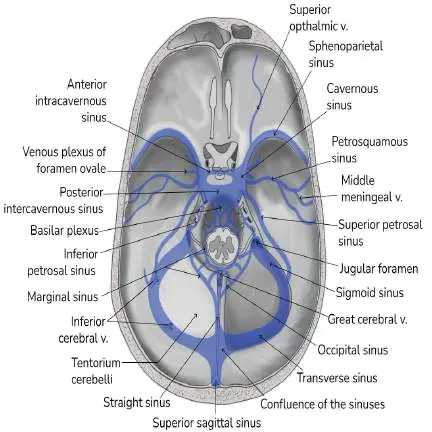 Superior
opthalmic v.
Sphenoparietal
sinus
Anterior
intracavernous
sinus
Cavernous
sinus
Venous plexus of
foramen ovale
Petrosquamous
sinus
Posterior
intercavernous sinus
Middle
meningeal v.
Basilar plexus
Superior petrosal
sinus
Inferior
petrosal sinus
Jugular foramen
Marginal sinus
Sigmoid sinus
Inferior
cerebral v.
Great cerebral v.
Occipital sinus
Tentorium
cerebelli
Transverse sinus
Straight sinus
Confluence of the sinuses
Superior sagittal sinus